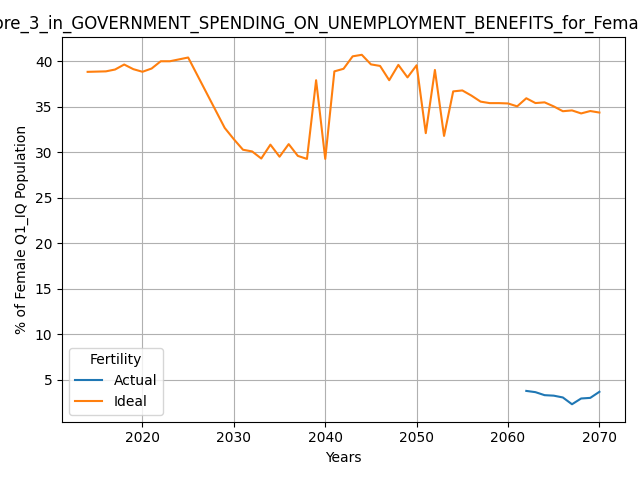 ore_3_in_GOVERNMENT_SPENDING_ON_UNEMPLOYMENT_BENEFITS_for_Fema
% of Female Q1_IQ Population
40
35
30
25
20
15
10
5
Fertility
Actual
Ideal
2020 2030 2040 2050 2060 2070
Years